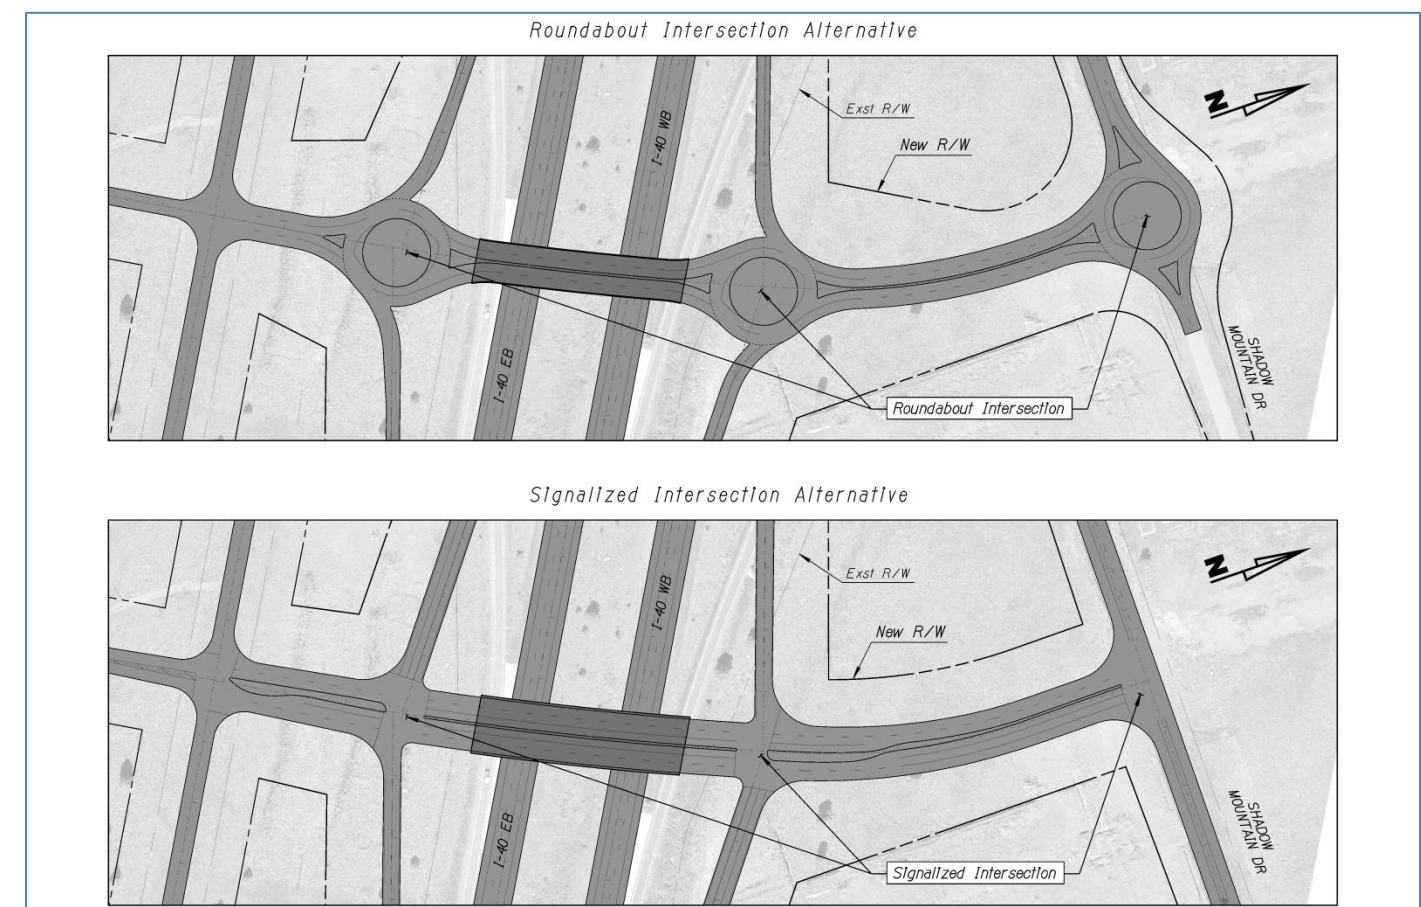 Roundabout Intersection Alternative
N
I-40 WB
Exst R/W
New R/W
I-40 EB
Roundabout Intersection
SHADOW
MOUNTAIN DR
Signalized Intersection Alternative
N
I-40 WB
Exst R/W
New R/W
I-40 EB
Signalized Intersection
SHADOW
MOUNTAIN DR